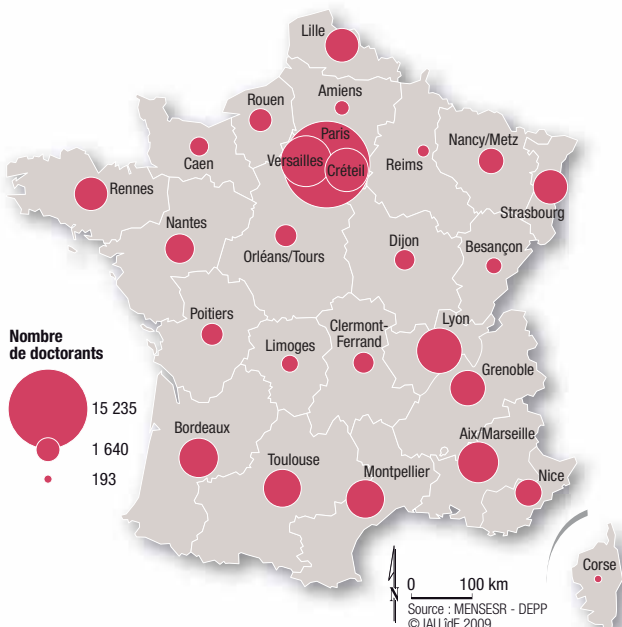 Lille
Amiens
Rouen
Paris
Versailles
Créteil
Caen
Reims
Nancy/Metz
Strasbourg
Rennes
Nantes
Orléans/Tours
Dijon
Besançon
Poitiers
Limoges
Clermont-
Ferrand
Lyon
Grenoble
Nombre
de doctorants
15 235
1 640
193
Bordeaux
Toulouse
Montpellier
Aix/Marseille
Nice
Corse
N
0 100 km
Source : MENSESR - DEPP
© IAU îdF 2009